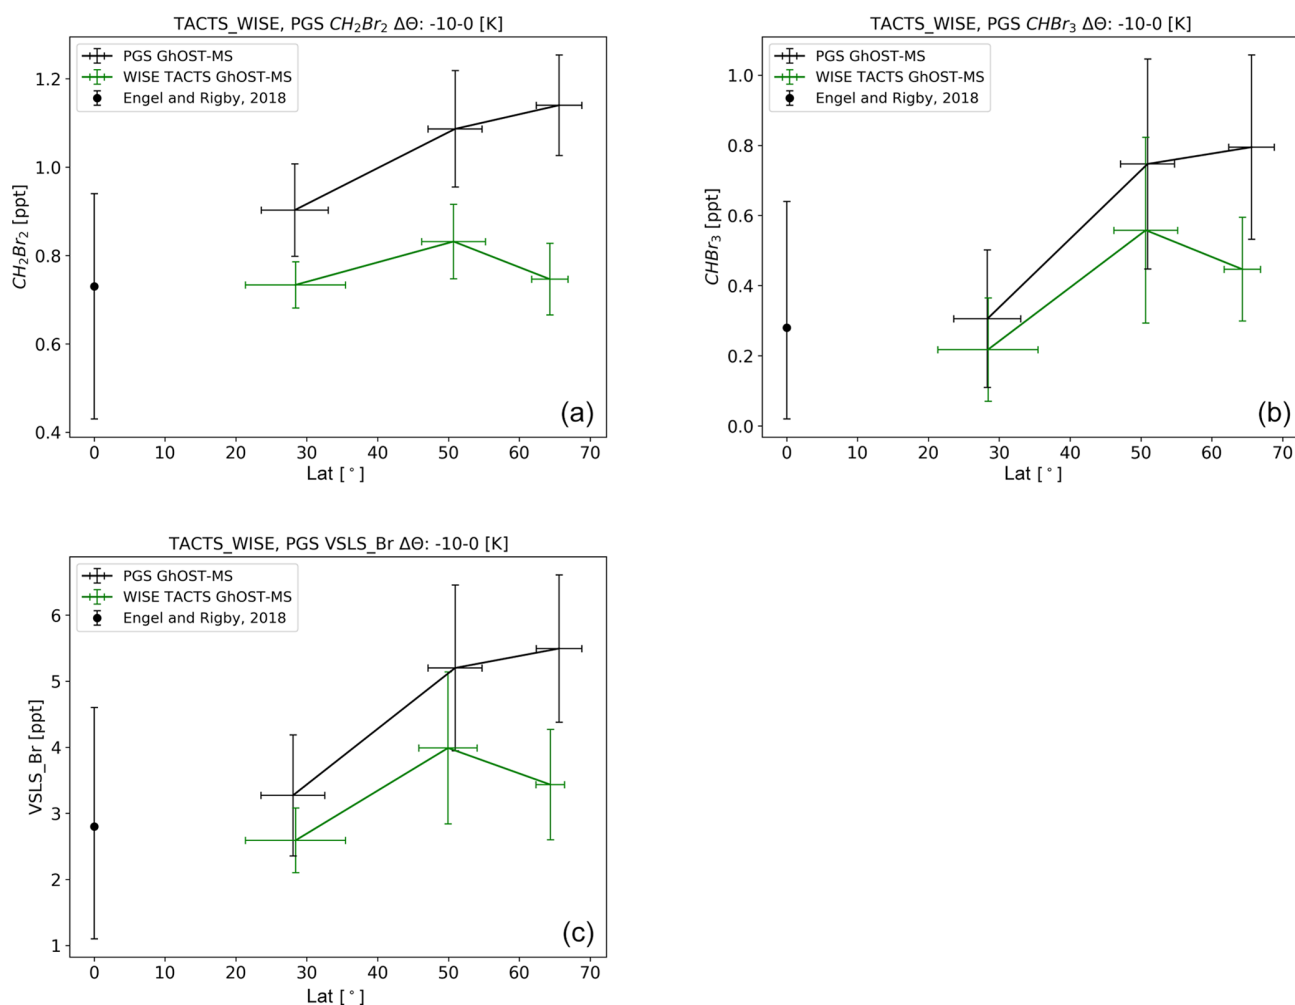 TACTS_WISE, PGS CH₂Br₂ ΔΘ: -10-0 [K]
PGS GhOST-MS
WISE TACTS GhOST-MS
Engel and Rigby, 2018
1.2
1.0
0.8
0.6
0.4
CH₂Br₂ [ppt]
0 10 20 30 40 50 60 70
Lat [°]
(a)
TACTS_WISE, PGS CHBr₃ ΔΘ: -10-0 [K]
PGS GhOST-MS
WISE TACTS GhOST-MS
Engel and Rigby, 2018
1.0
0.8
0.6
0.4
0.2
0.0
CHBr₃ [ppt]
0 10 20 30 40 50 60 70
Lat [°]
(b)
TACTS_WISE, PGS VSLS_Br ΔΘ: -10-0 [K]
PGS GhOST-MS
WISE TACTS GhOST-MS
Engel and Rigby, 2018
6
5
4
3
2
1
VSLS_Br [ppt]
0 10 20 30 40 50 60 70
Lat [°]
(c)